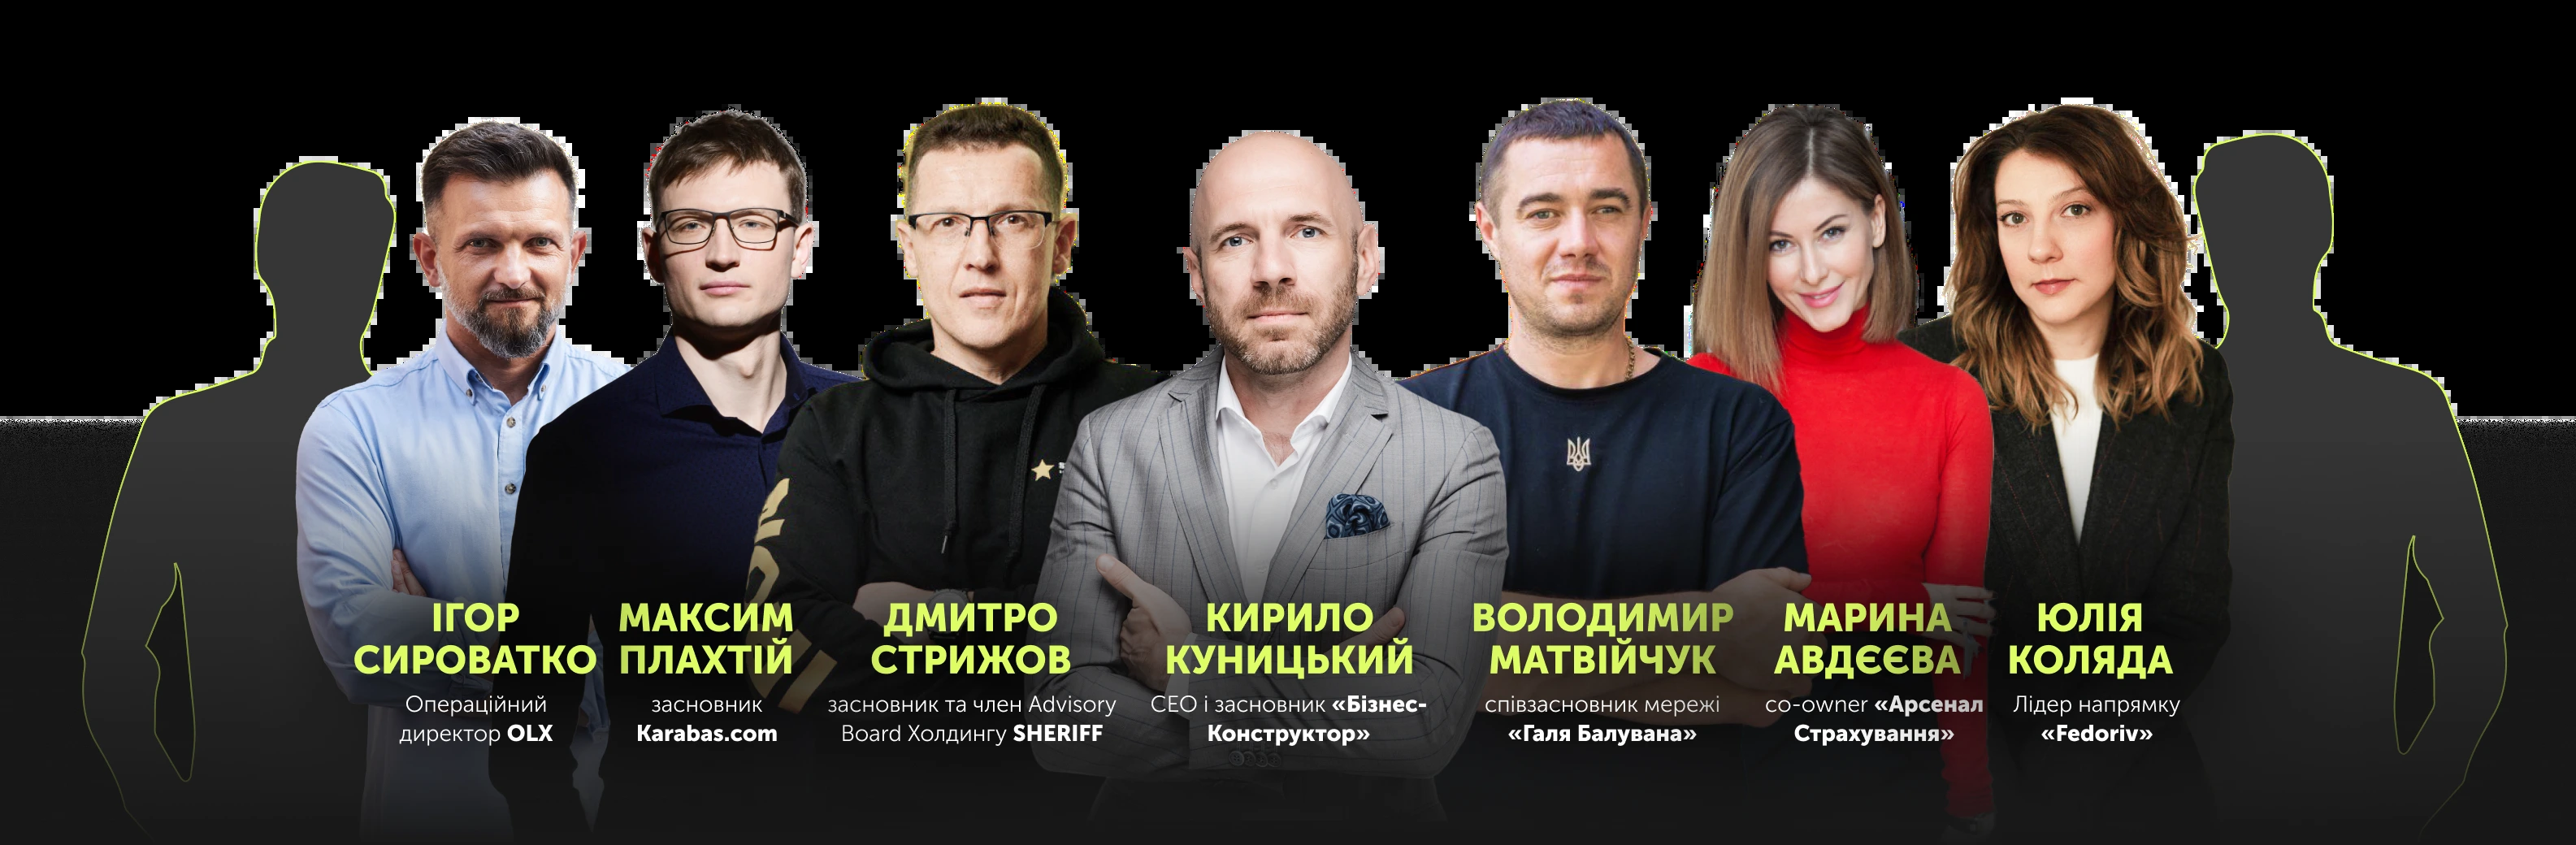 ІГОР
СИРОВАТКО
Операційний
директор OLX
МАКСИМ
ПЛАХТІЙ
засновник
Karabas.com
ДМИТРО
СТРИЖОВ
засновник та член Advisory
Board Холдингу SHERIFF
КИРИЛО
КУНИЦЬКИЙ
CEO і засновник «Бізнес-
Конструктор»
ВОЛОДИМИР
МАТВІЙЧУК
співзасновник мережі
«Галя Балувана»
МАРИНА
АВДЄЄВА
co-owner «Арсенал
Страхування»
ЮЛІЯ
КОЛЯДА
Лідер напрямку
«Fedoriv»